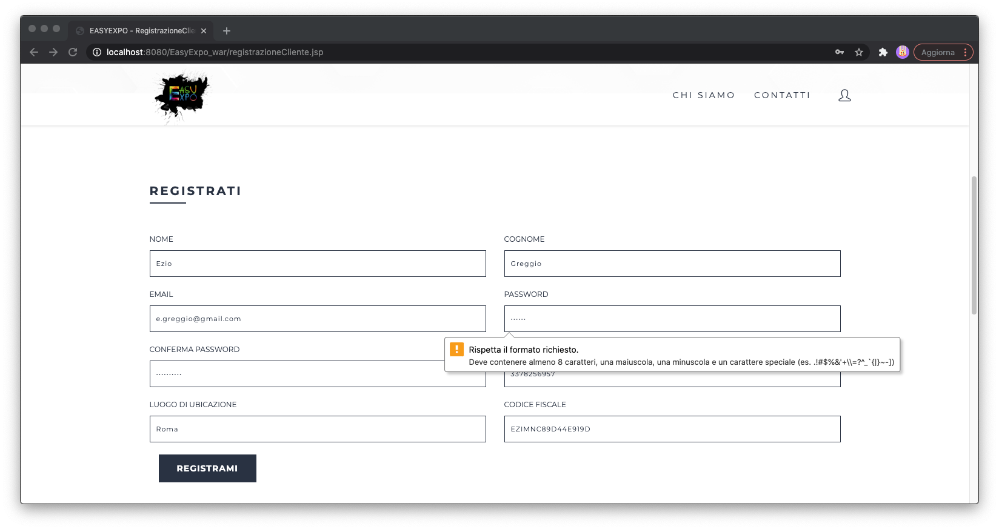 EASYEXPO - RegistrazioneClie
localhost:8080/EasyExpo_war/registrazioneCliente.jsp
Aggiorna
EASY
EXPO
CHI SIAMO
CONTATTI
REGISTRATI
NOME
COGNOME
Ezio
Greggio
EMAIL
PASSWORD
e.greggio@gmail.com
······
CONFERMA PASSWORD
Rispetta il formato richiesto.
Deve contenere almeno 8 caratteri, una maiuscola, una minuscola e un carattere speciale (es. .!#$%&'+\\=?^_`{|}~-])
··········
3378256957
LUOGO DI UBICAZIONE
CODICE FISCALE
Roma
EZIMNC89D44E919D
REGISTRAMI